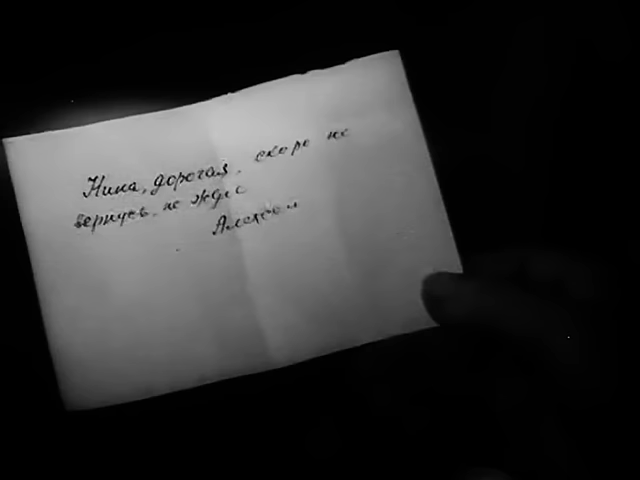 Нина, дорогая, скоро не
вернусь. не жди
Алексей